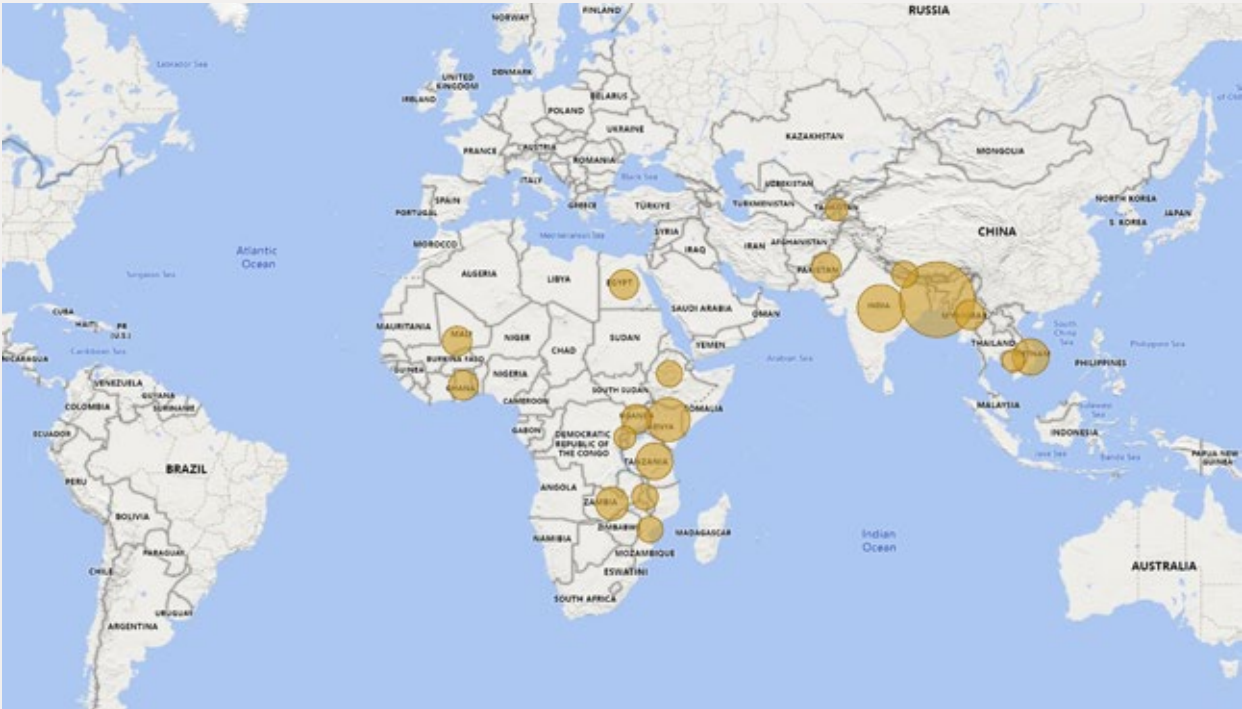 FINLAND
NORWAY
RUSSIA
Labrador Sea
DENMARK
UNITED
KINGDOM
IRELAND
BELARUS
POLAND
UKRAINE
KAZAKHSTAN
FRANCE
AUSTRIA
MONGOLIA
ROMANIA
ITALY
Black Sea
UZBEKISTAN
SPAIN
GREECE
TÜRKIYE
TURKMENISTAN
NORTH KOREA
PORTUGAL
JAPAN
S. KOREA
SYRIA
CHINA
Mediterranean Sea
MOROCCO
IRAQ
IRAN
AFGHANISTAN
Atlantic
Ocean
PAKISTAN
Sargasso Sea
ALGERIA
LIBYA
EGYPT
SAUDI ARABIA
OMAN
INDIA
CUBA
MYANMAR
HAITI
PR
(U.S.)
MAURITANIA
MALI
NIGER
SUDAN
South
China
Sea
CHAD
YEMEN
THAILAND
Philippine Sea
Caribbean Sea
NICARAGUA
BURKINA FASO
Arabian Sea
VIETNAM
PHILIPPINES
GUINEA
NIGERIA
VENEZUELA
GHANA
SOUTH SUDAN
GUYANA
CAMEROON
COLOMBIA
SURINAME
SOMALIA
MALAYSIA
UGANDA
KENYA
ECUADOR
GABON
DEMOCRATIC
REPUBLIC OF
THE CONGO
INDONESIA
Java Sea
Banda Sea
PAPUA NEW
GUINEA
TANZANIA
BRAZIL
PERU
ANGOLA
ZAMBIA
BOLIVIA
ZIMBABWE
MADAGASCAR
Indian
Ocean
NAMIBIA
PARAGUAY
MOZAMBIQUE
AUSTRALIA
CHILE
ESWATINI
SOUTH AFRICA
URUGUAY
ARGENTINA